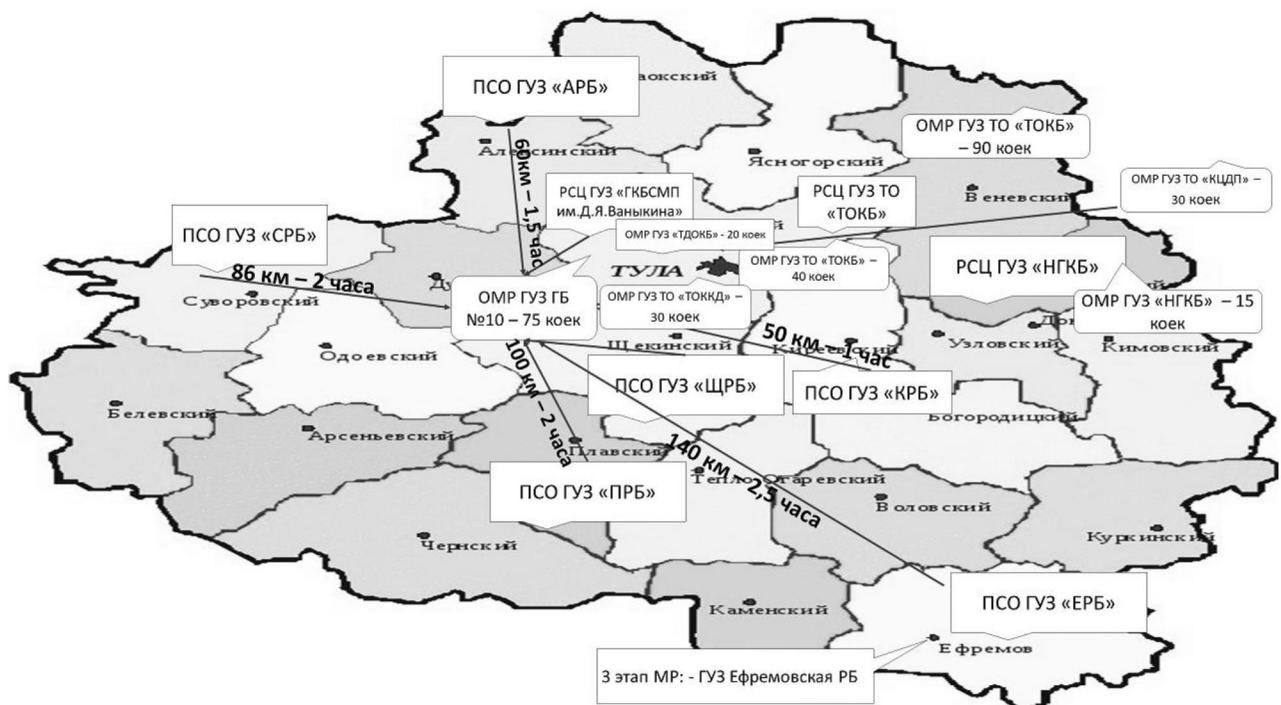 ПСО ГУЗ «АРБ»
аокский
ОМР ГУЗ ТО «ТОКБ»
– 90 коек
60км – 1,5 час
Ясногорский
РСЦ ГУЗ «ГКБСМП
им.Д.Я.Ваныкина»
РСЦ ГУЗ ТО
«ТОКБ»
ОМР ГУЗ ТО «КЦДП» –
30 коек
Веневский
ПСО ГУЗ «СРБ»
ОМР ГУЗ «ТДОКБ» - 20 коек
86 км – 2 часа
ТУЛА
ОМР ГУЗ ТО «ТОКБ» –
40 коек
РСЦ ГУЗ «НГКБ»
Суворовский
Ду
ОМР ГУЗ ГБ
№10 – 75 коек
ОМР ГУЗ ТО «ТОККД» –
30 коек
ОМР ГУЗ «НГКБ» – 15
коек
Одоевский
Щекинский
50 км – 1 час
Киреевский
Узловский
Кимовский
100 км – 2 часа
ПСО ГУЗ «ЩРБ»
ПСО ГУЗ «КРБ»
Белевский
Богородицкий
Арсеньевский
Плавский
140 км – 2,5 часа
Тепло-Огаревский
ПСО ГУЗ «ПРБ»
Воловский
Чернский
Куркинский
Каменский
ПСО ГУЗ «ЕРБ»
Ефремов
3 этап МР: - ГУЗ Ефремовская РБ